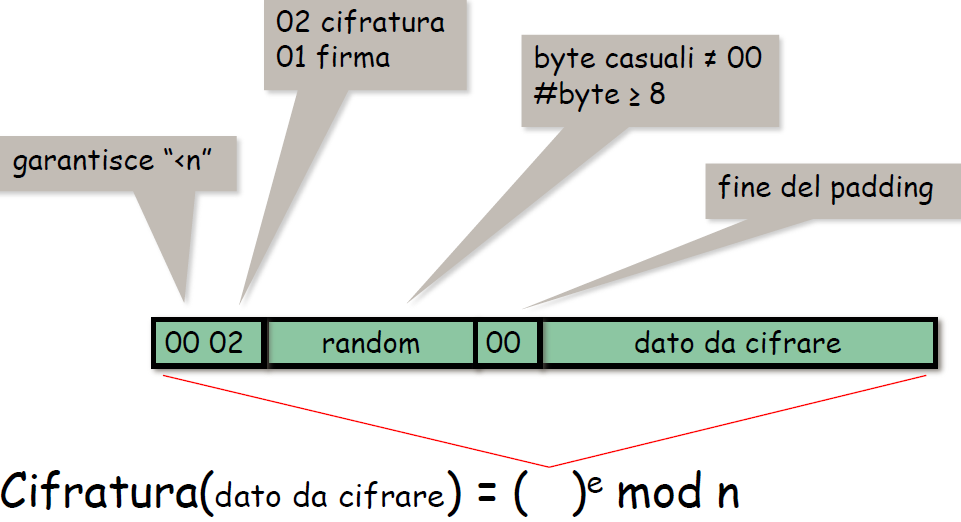 02 cifratura
01 firma
byte casuali ≠ 00
#byte ≥ 8
garantisce “<n”
fine del padding
00 02 random 00 dato da cifrare
Cifratura(dato da cifrare) = ( )ᵉ mod n